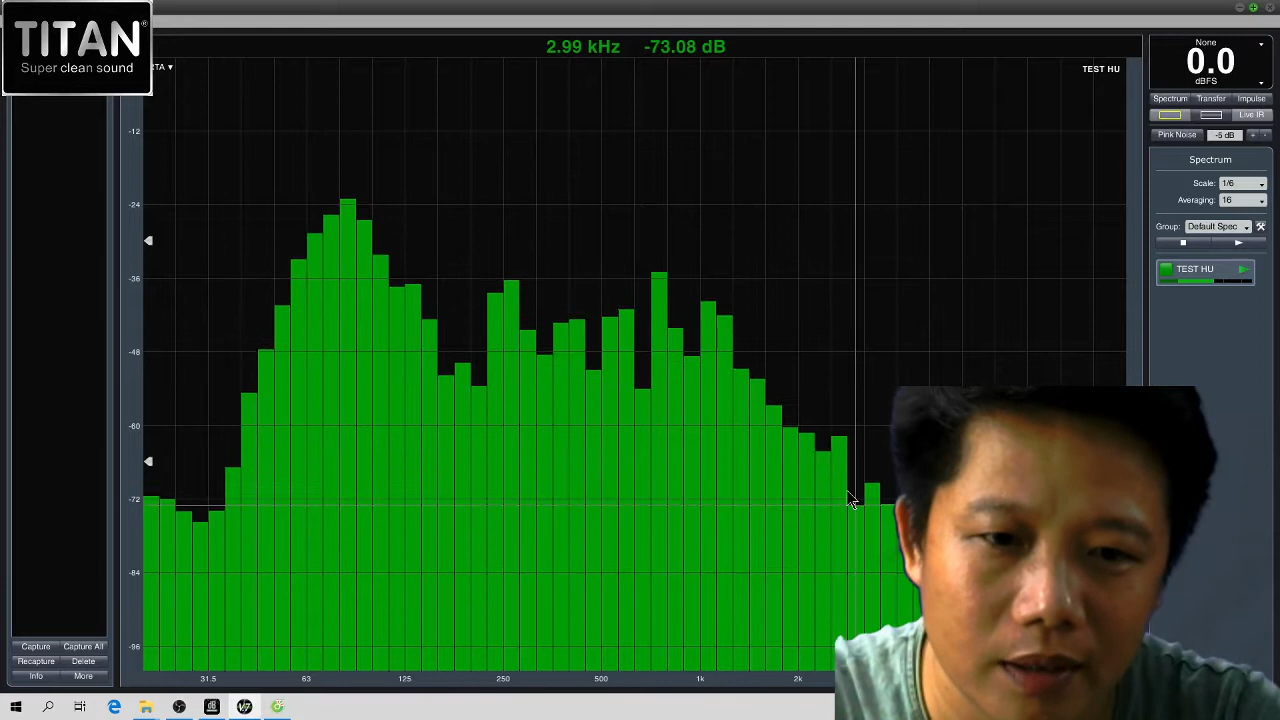 TITAN®
Super clean sound
2.99 kHz -73.08 dB
RTA
TEST HU
-12
-24
-36
-48
-60
-72
-84
-96
31.5 63 125 250 500 1k 2k
Capture Capture All
Recapture Delete
Info More
None
0.0
dBFS
Spectrum Transfer Impulse
Live IR
Pink Noise -5 dB + -
Spectrum
Scale: 1/6
Averaging: 16
Group: Default Spec
TEST HU
dB
V7